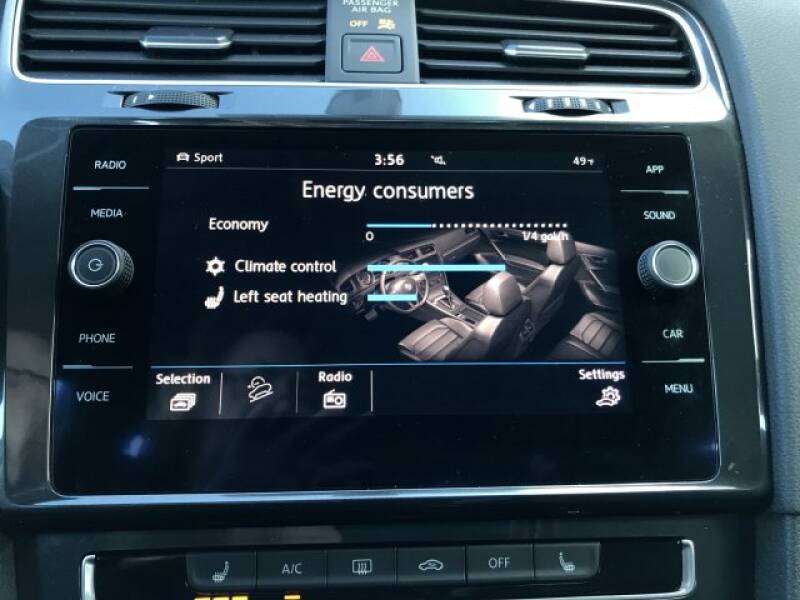 PASSENGER
AIR BAG
OFF
RADIO
Sport
3:56
49°F
APP
Energy consumers
MEDIA
SOUND
Economy
0
1/4 gal/h
Climate control
Left seat heating
PHONE
CAR
VOICE
Selection
Radio
Settings
MENU
A/C
OFF